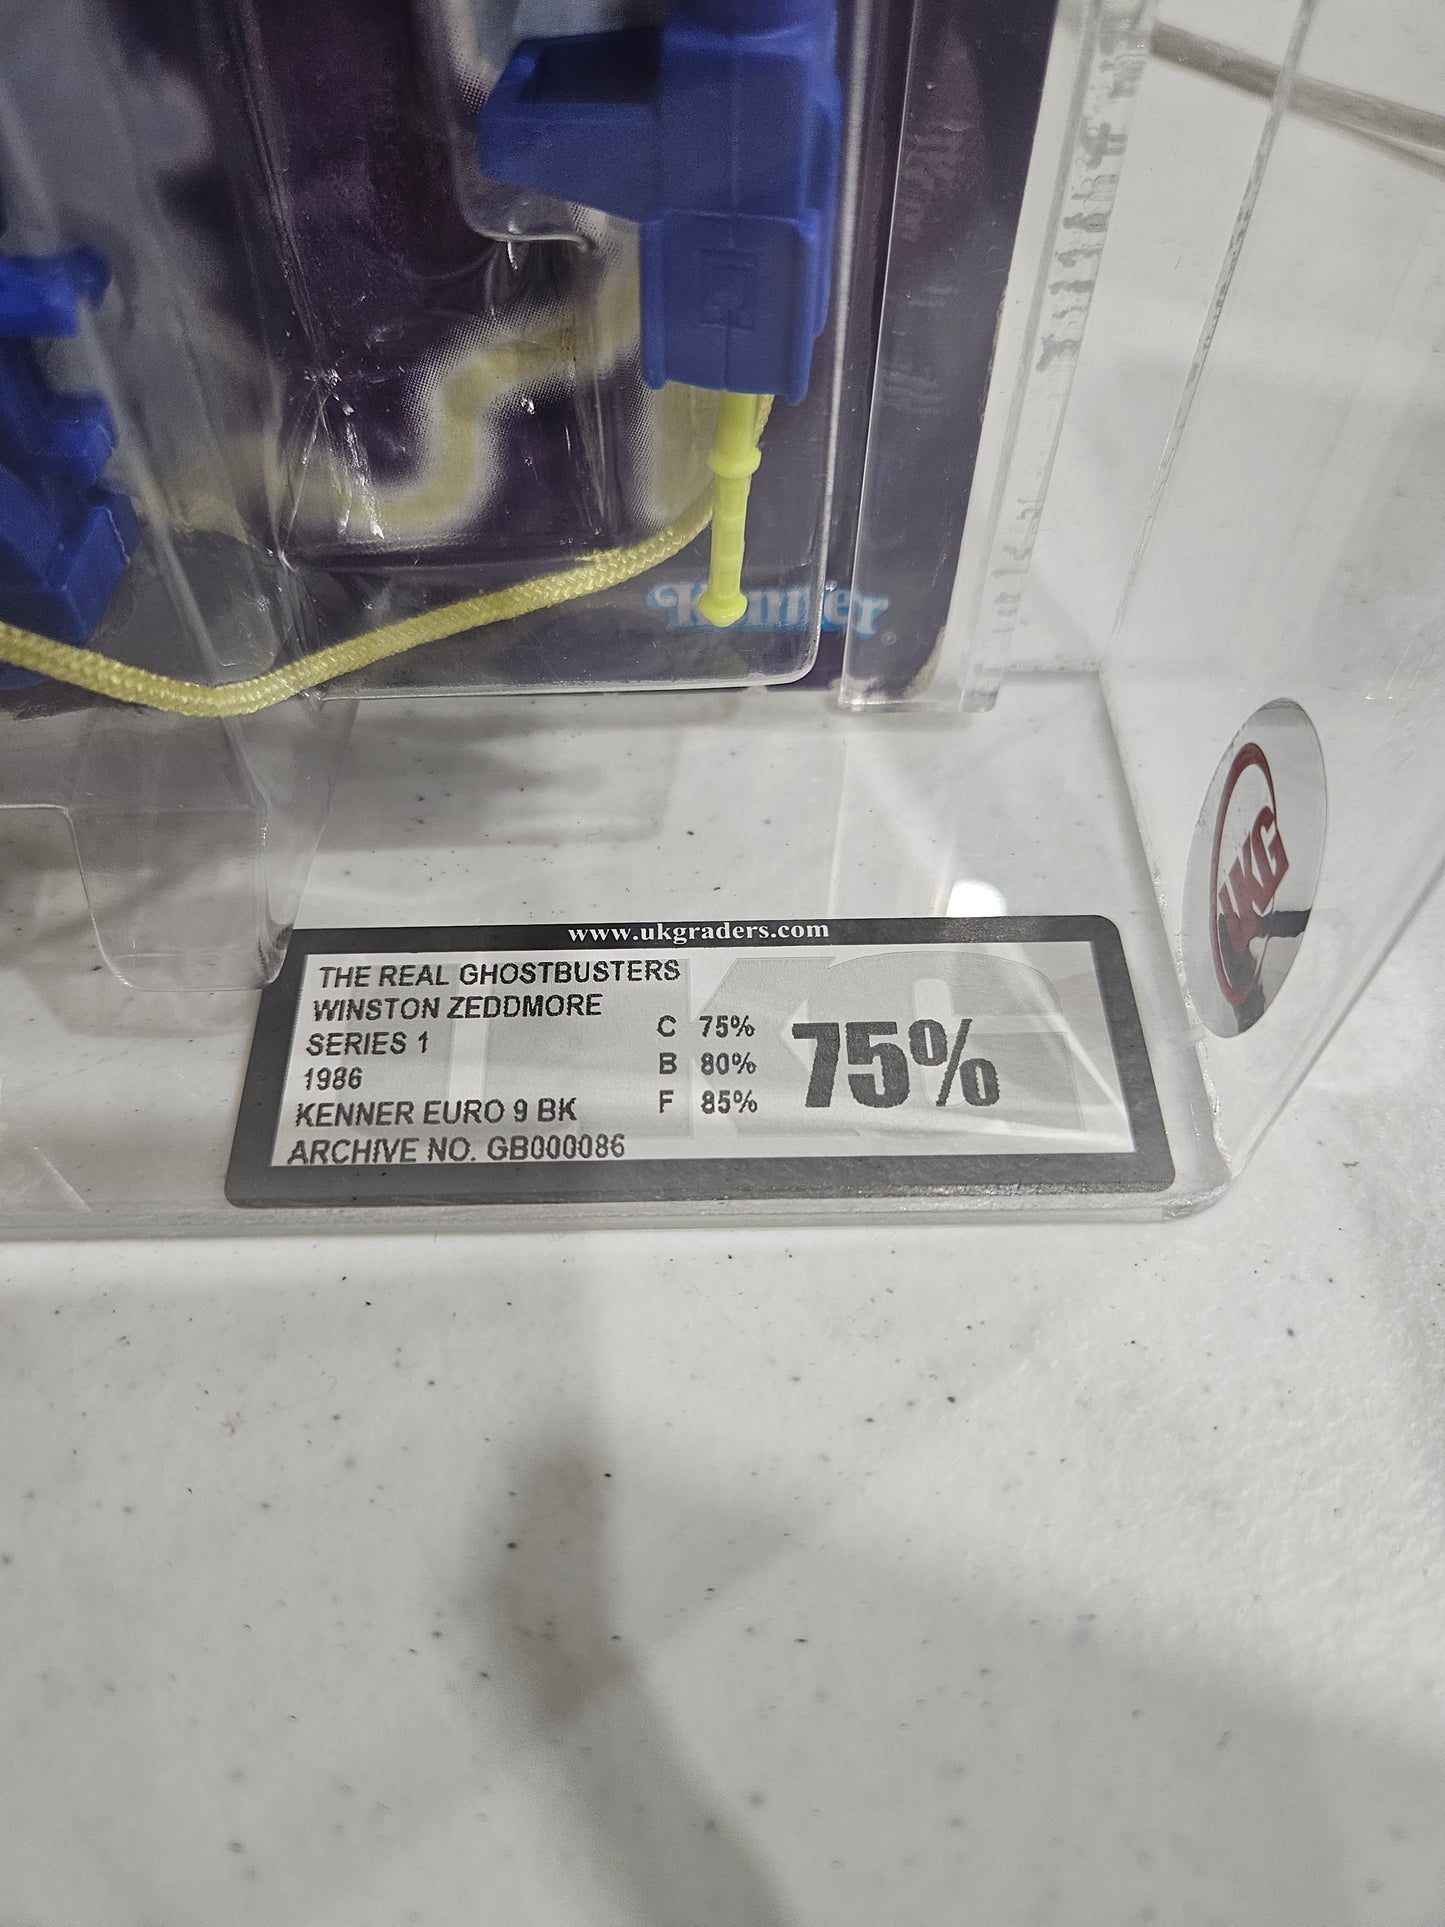 Kenner
UKG
www.ukgraders.com
THE REAL GHOSTBUSTERS
WINSTON ZEDDMORE
SERIES 1
1986
KENNER EURO 9 BK
ARCHIVE NO. GB000086
C 75%
B 80%
F 85%
75%